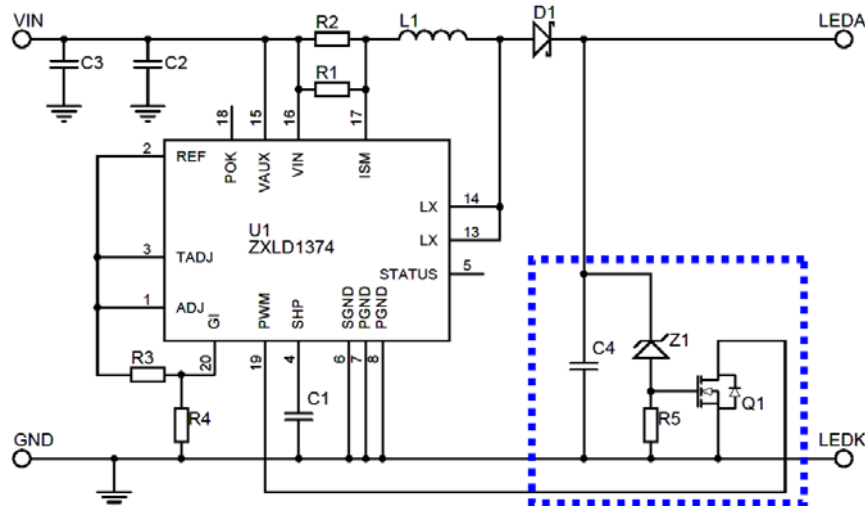 VIN
R2
L1
D1
LEDA
C3
C2
R1
18
15
16
17
2
REF
POK
VAUX
VIN
ISM
LX
14
U1
ZXLD1374
LX
13
3
TADJ
STATUS
5
1
ADJ
GI
PWM
SHP
SGND
PGND
PGND
20
19
4
6
7
8
R3
R4
C1
C4
Z1
R5
Q1
GND
LEDK